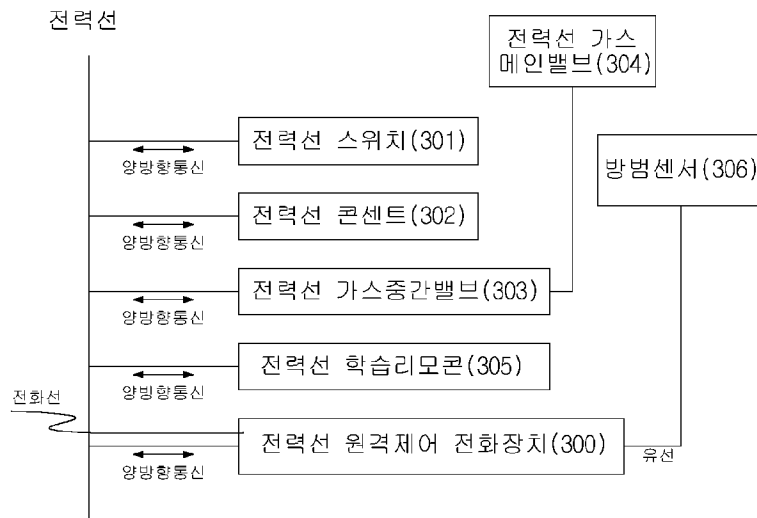 전력선
전력선 가스
메인밸브(304)
전력선 스위치(301)
양방향통신
방범센서(306)
전력선 콘센트(302)
양방향통신
전력선 가스중간밸브(303)
양방향통신
전력선 학습리모콘(305)
양방향통신
전화선
전력선 원격제어 전화장치(300)
유선
양방향통신